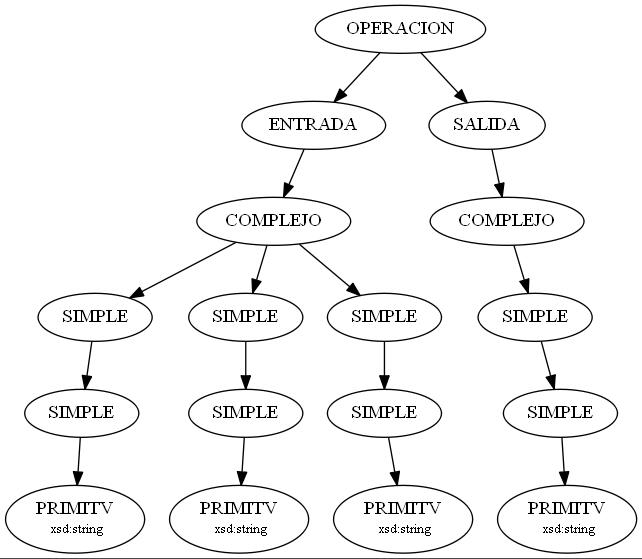 OPERACION
ENTRADA
SALIDA
COMPLEJO
COMPLEJO
SIMPLE
SIMPLE
SIMPLE
SIMPLE
SIMPLE
SIMPLE
SIMPLE
SIMPLE
PRIMITV
xsd:string
PRIMITV
xsd:string
PRIMITV
xsd:string
PRIMITV
xsd:string